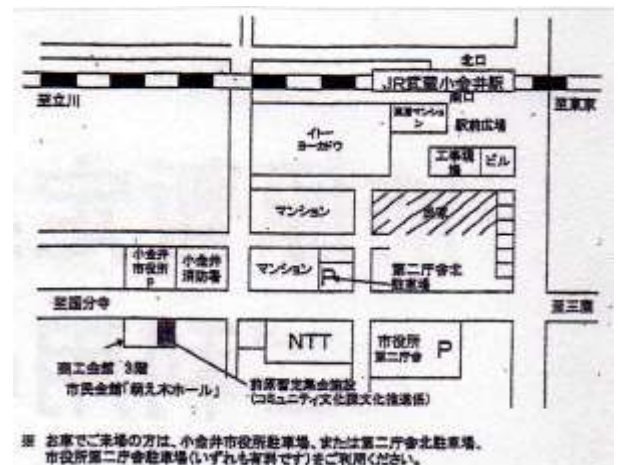 北口
JR武蔵小金井駅
南口
至立川
至東京
駅前広場
イトー
ヨーカドウ
工事現
場
ビル
マンション
小金井
市役所
P
小金井
消防署
マンション
P
第二庁舎北
駐車場
至国分寺
至三鷹
NTT
市役所
第二庁舎
P
商工会館 3階
市民会館「萌え木ホール」
前原暫定集会施設
(コミュニティ文化課文化推進係)
※ お車でご来場の方は、小金井市役所駐車場、または第二庁舎北駐車場、
市役所第二庁舎駐車場(いずれも有料です)をご利用ください。